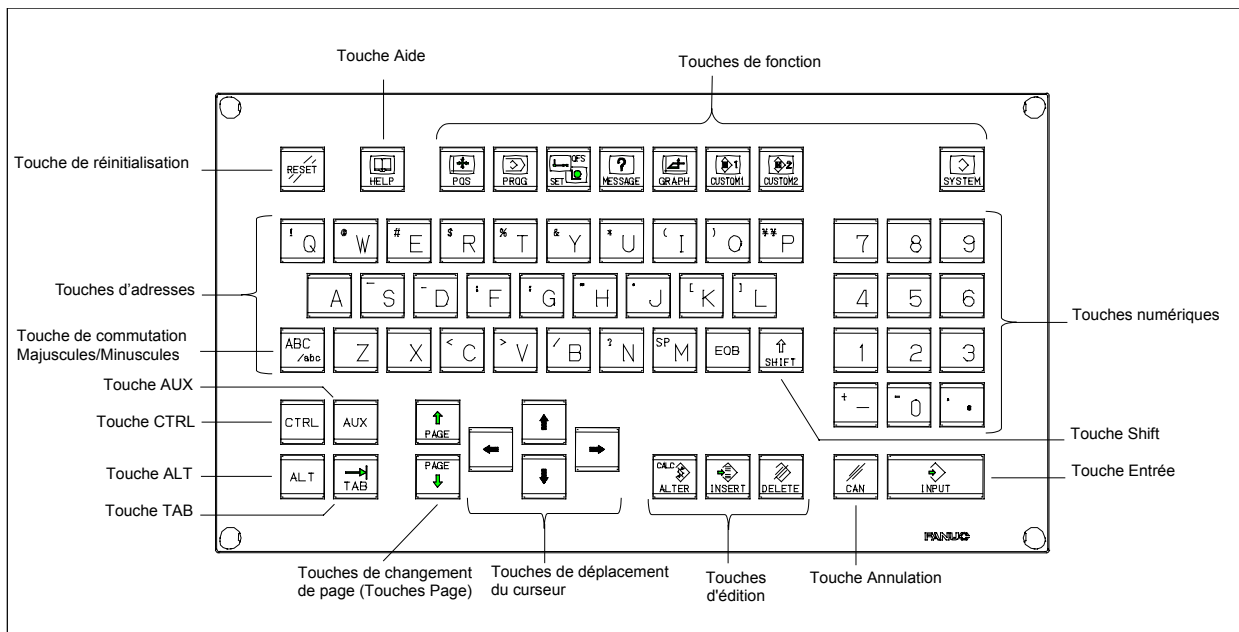 Touche Aide
Touches de fonction
Touche de réinitialisation
RESET
HELP
POS
PROG
OFS
SET
?
MESSAGE
GRAPH
1
CUSTOM1
2
CUSTOM2
SYSTEM
! Q @ W # E $ R % T & Y * U ( I ) O ¥¥ P 7 8 9
Touches d'adresses
A S D F G H J [ K ] L 4 5 6
Touches numériques
Touche de commutation
Majuscules/Minuscules
ABC
/abc
Z X < C > V / B ? N SP M EOB
SHIFT
1 2 3
Touche AUX
+ − = 0 ' •
Touche CTRL
CTRL AUX
PAGE
Touche Shift
Touche ALT
ALT
TAB
PAGE
CALC
ALTER
INSERT
DELETE
CAN
INPUT
Touche Entrée
Touche TAB
FANUC
Touches de changement
de page (Touches Page)
Touches de déplacement
du curseur
Touches
d'édition
Touche Annulation